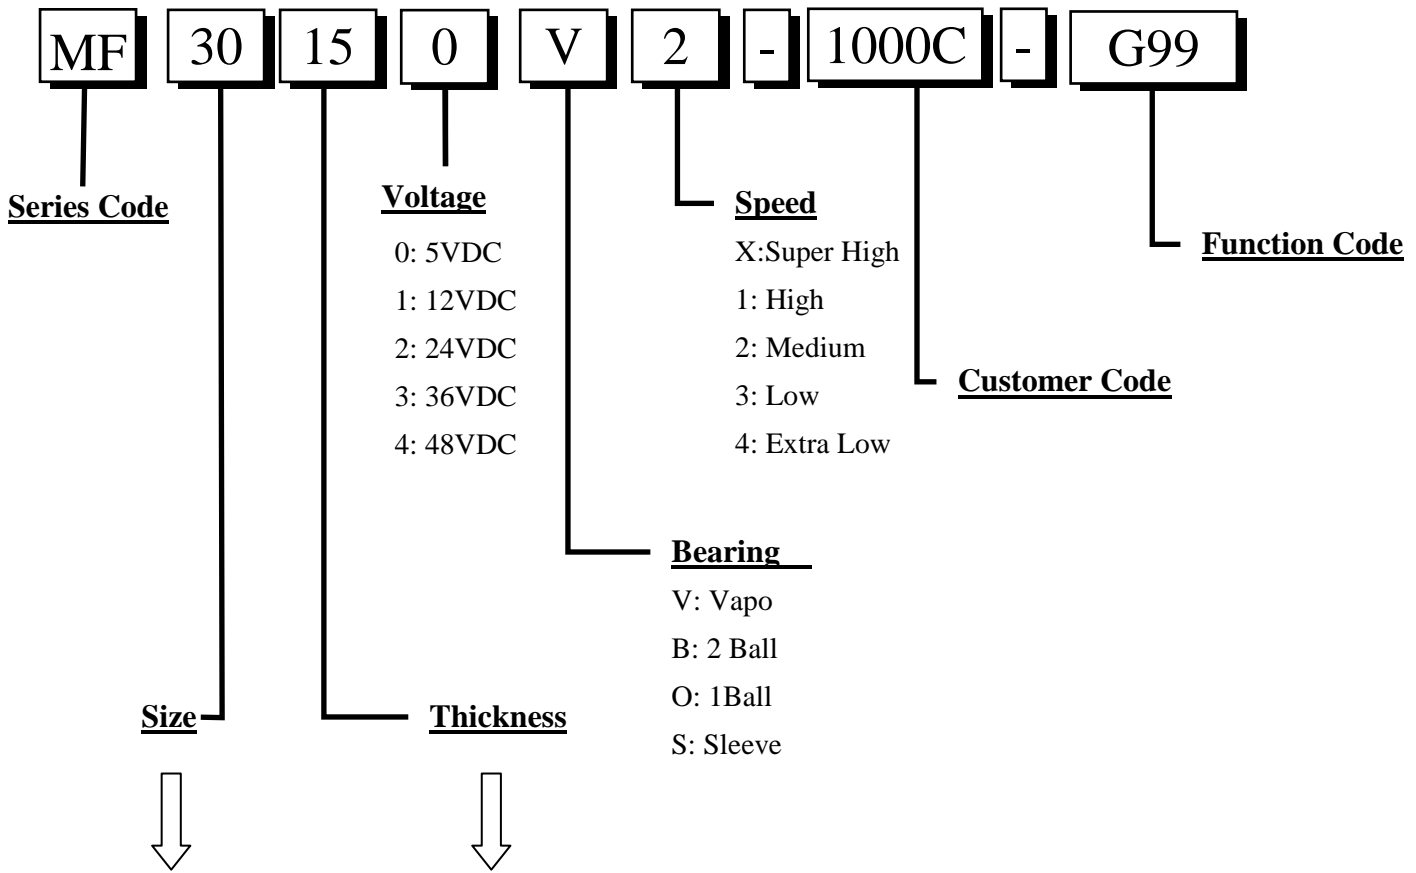 MF 30 15 0 V 2 - 1000C - G99
Series Code
Voltage
0: 5VDC
1: 12VDC
2: 24VDC
3: 36VDC
4: 48VDC
Speed
X:Super High
1: High
2: Medium
3: Low
4: Extra Low
Function Code
Customer Code
Bearing
V: Vapo
B: 2 Ball
O: 1Ball
S: Sleeve
Size
Thickness